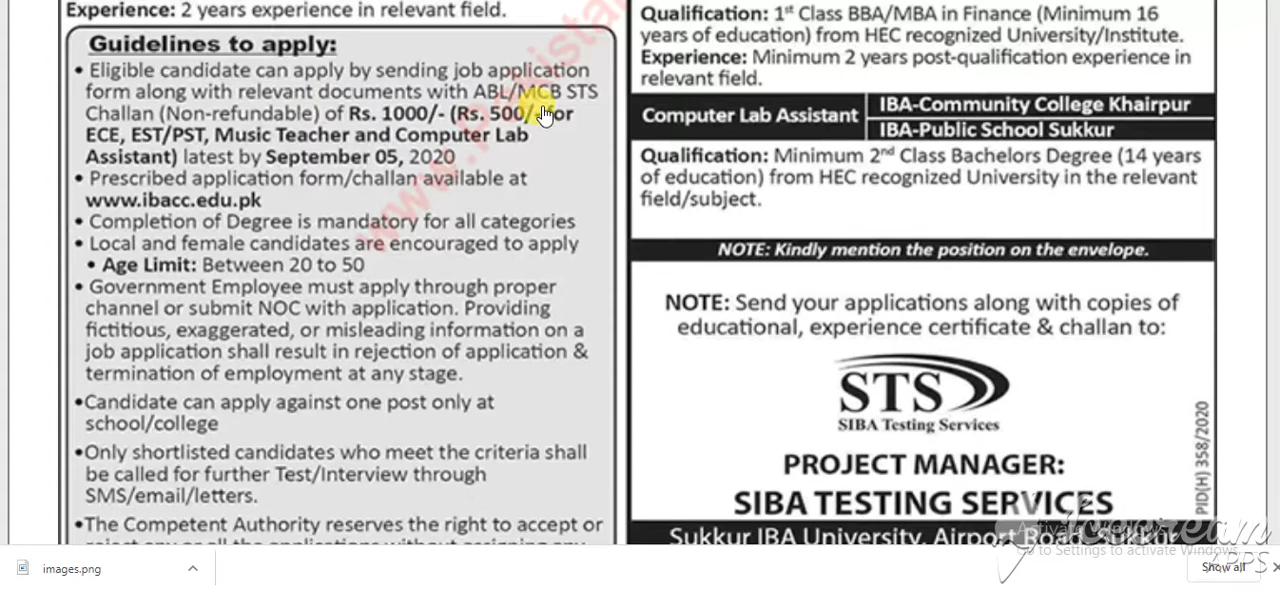 Experience: 2 years experience in relevant field.
Guidelines to apply:
• Eligible candidate can apply by sending job application
form along with relevant documents with ABL/MCB STS
Challan (Non-refundable) of Rs. 1000/- (Rs. 500/- for
ECE, EST/PST, Music Teacher and Computer Lab
Assistant) latest by September 05, 2020
• Prescribed application form/challan available at
www.ibacc.edu.pk
• Completion of Degree is mandatory for all categories
• Local and female candidates are encouraged to apply
• Age Limit: Between 20 to 50
• Government Employee must apply through proper
channel or submit NOC with application. Providing
fictitious, exaggerated, or misleading information on a
job application shall result in rejection of application &
termination of employment at any stage.
•Candidate can apply against one post only at
school/college
•Only shortlisted candidates who meet the criteria shall
be called for further Test/Interview through
SMS/email/letters.
•The Competent Authority reserves the right to accept or
Qualification: 1st Class BBA/MBA in Finance (Minimum 16
years of education) from HEC recognized University/Institute.
Experience: Minimum 2 years post-qualification experience in
relevant field.
Computer Lab Assistant
IBA-Community College Khairpur
IBA-Public School Sukkur
Qualification: Minimum 2nd Class Bachelors Degree (14 years
of education) from HEC recognized University in the relevant
field/subject.
NOTE: Kindly mention the position on the envelope.
NOTE: Send your applications along with copies of
educational, experience certificate & challan to:
STS
SIBA Testing Services
PROJECT MANAGER:
SIBA TESTING SERVICES
Sukkur IBA University, Airport Road, Sukkur
PID(H) 358/2020
Activate Windows
Go to Settings to activate Windows.
APPS
images.png
Show all